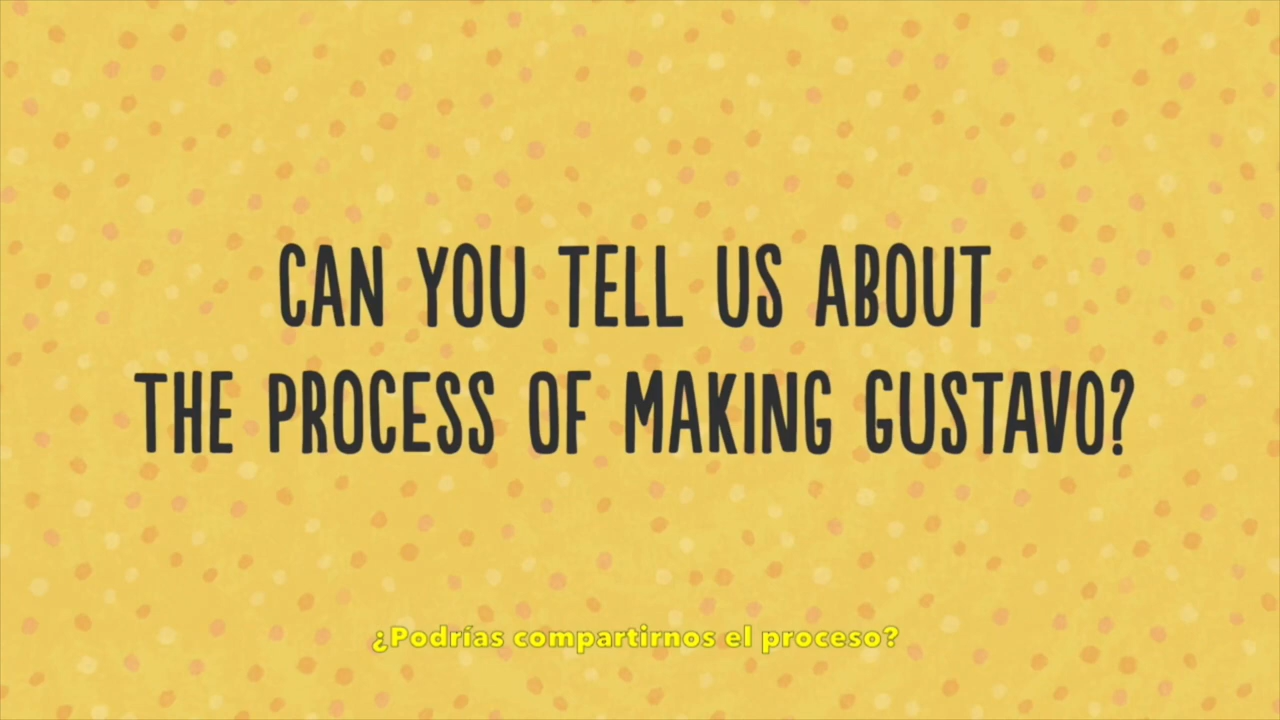 CAN YOU TELL US ABOUT
THE PROCESS OF MAKING GUSTAVO?
¿Podrías compartirnos el proceso?